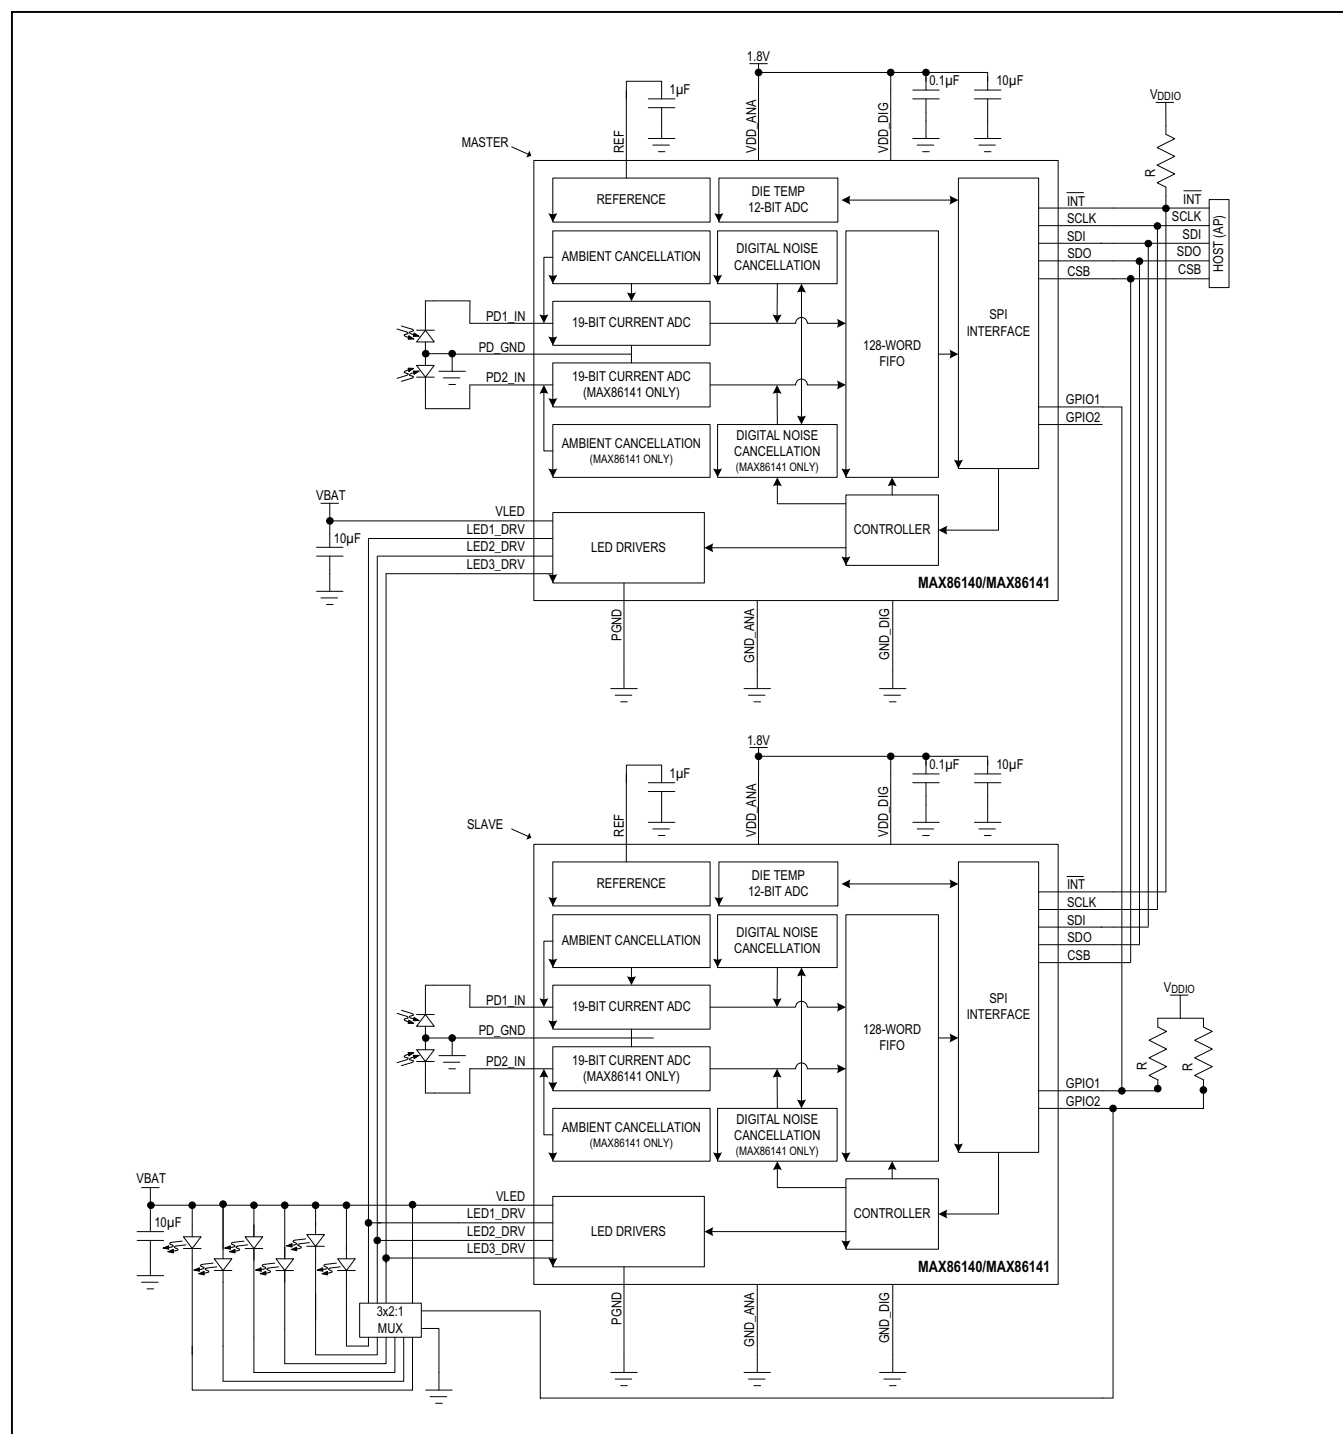 1.8V
1µF
0.1µF
10µF
VDDIO
REF
VDD_ANA
VDD_DIG
MASTER
R
REFERENCE
DIE TEMP
12-BIT ADC
INT
INT
SCLK
SCLK
SDI
SDI
SDO
SDO
CSB
CSB
HOST (AP)
AMBIENT CANCELLATION
DIGITAL NOISE
CANCELLATION
PD1_IN
19-BIT CURRENT ADC
SPI
INTERFACE
128-WORD
FIFO
PD_GND
PD2_IN
19-BIT CURRENT ADC
(MAX86141 ONLY)
GPIO1
GPIO2
AMBIENT CANCELLATION
(MAX86141 ONLY)
DIGITAL NOISE
CANCELLATION
(MAX86141 ONLY)
VBAT
10µF
VLED
LED1_DRV
LED2_DRV
LED3_DRV
LED DRIVERS
CONTROLLER
MAX86140/MAX86141
PGND
GND_ANA
GND_DIG
1.8V
1µF
0.1µF
10µF
REF
VDD_ANA
VDD_DIG
SLAVE
REFERENCE
DIE TEMP
12-BIT ADC
INT
SCLK
SDI
SDO
CSB
AMBIENT CANCELLATION
DIGITAL NOISE
CANCELLATION
PD1_IN
19-BIT CURRENT ADC
SPI
INTERFACE
VDDIO
128-WORD
FIFO
PD_GND
PD2_IN
19-BIT CURRENT ADC
(MAX86141 ONLY)
R
R
GPIO1
GPIO2
AMBIENT CANCELLATION
(MAX86141 ONLY)
DIGITAL NOISE
CANCELLATION
(MAX86141 ONLY)
VBAT
10µF
VLED
LED1_DRV
LED2_DRV
LED3_DRV
LED DRIVERS
CONTROLLER
MAX86140/MAX86141
3x2:1
MUX
PGND
GND_ANA
GND_DIG